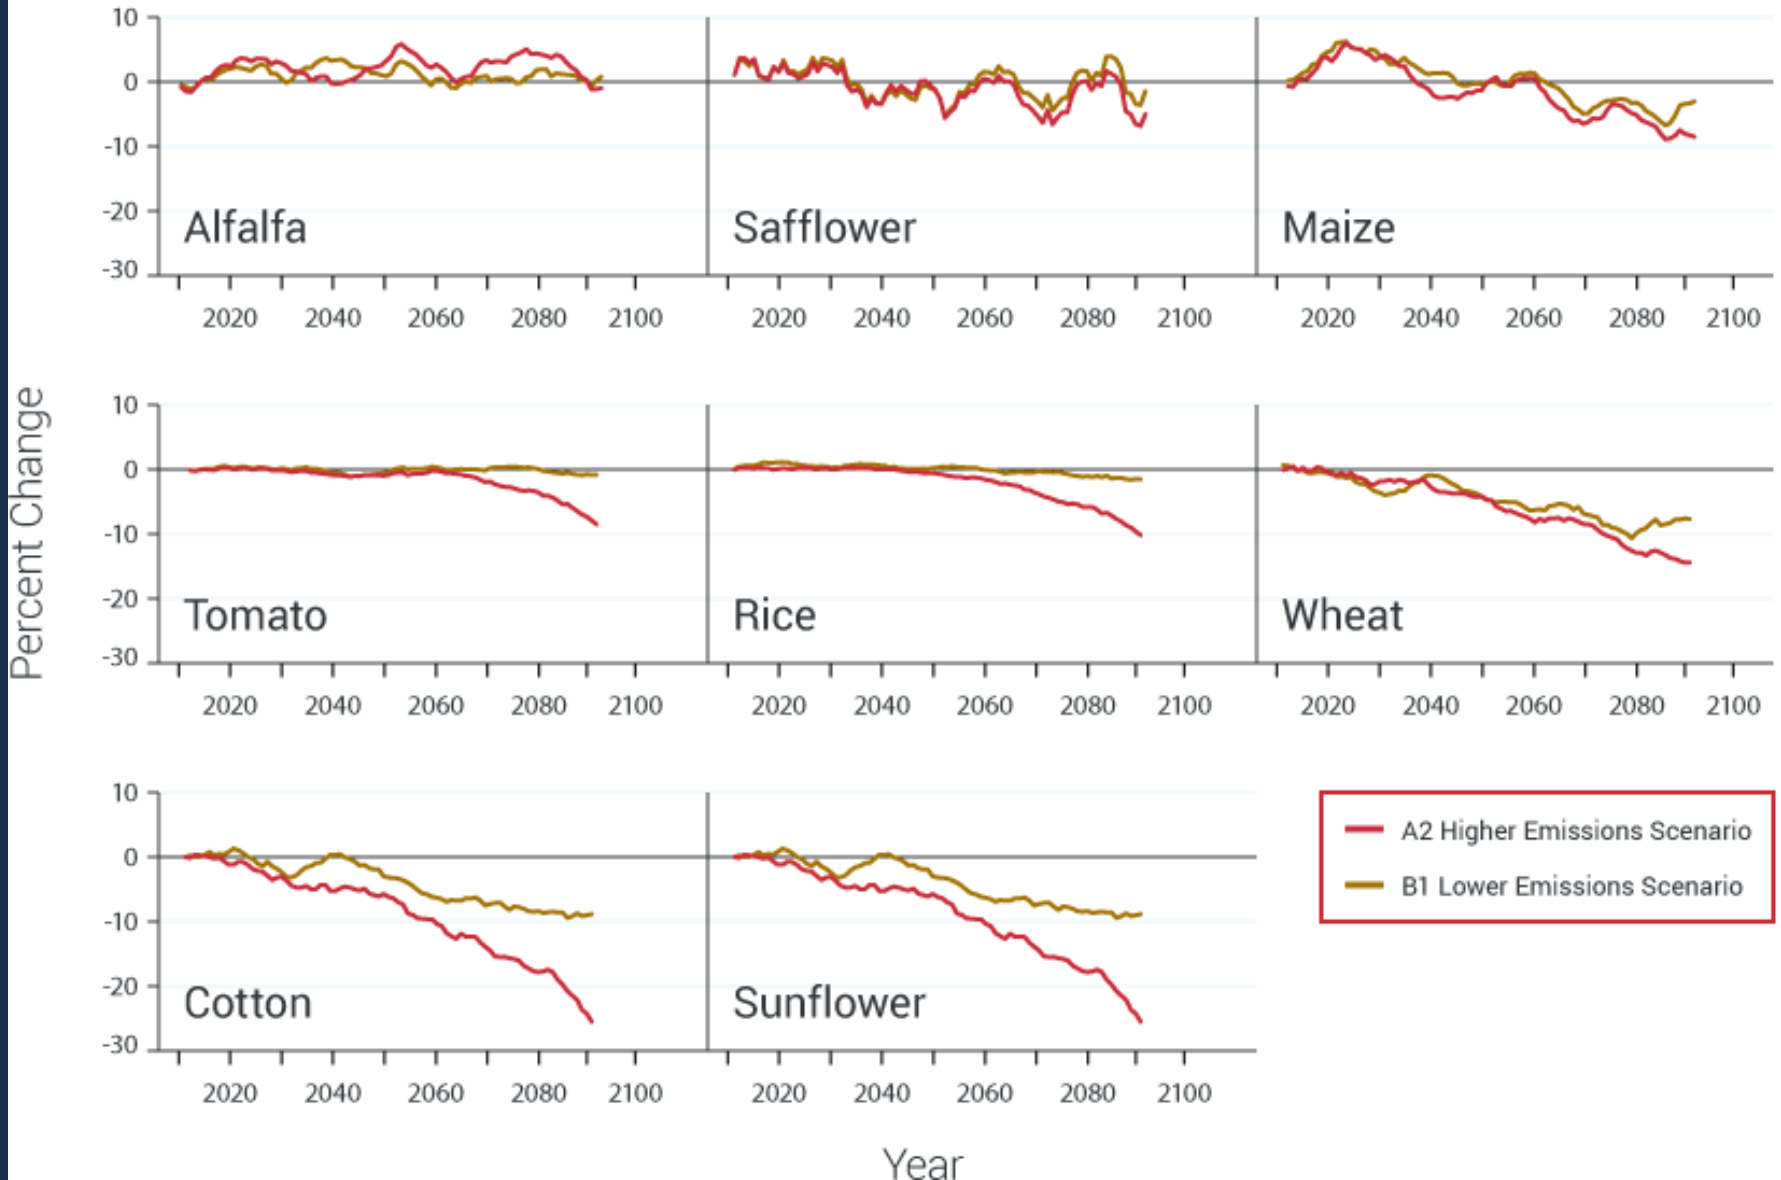 10
0
-10
-20
-30
Alfalfa
Safflower
Maize
2020 2040 2060 2080 2100
2020 2040 2060 2080 2100
2020 2040 2060 2080 2100
Percent Change
10
0
-10
-20
-30
Tomato
Rice
Wheat
2020 2040 2060 2080 2100
2020 2040 2060 2080 2100
2020 2040 2060 2080 2100
10
0
-10
-20
-30
Cotton
Sunflower
A2 Higher Emissions Scenario
B1 Lower Emissions Scenario
2020 2040 2060 2080 2100
2020 2040 2060 2080 2100
Year